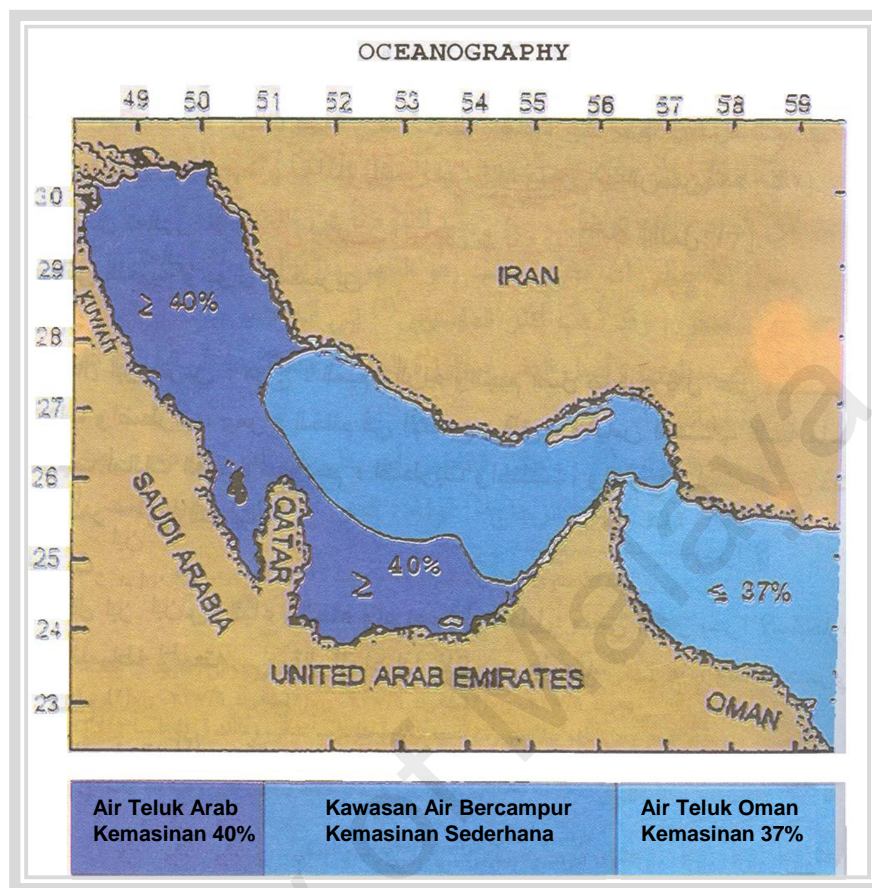 OCEANOGRAPHY
49 50 51 52 53 54 55 56 57 58 59
30
29
28
27
26
25
24
23
IRAN
≥ 40%
KUWAIT
SAUDI ARABIA
QATAR
≥ 40%
≤ 37%
UNITED ARAB EMIRATES
OMAN
Air Teluk Arab
Kemasinan 40%
Kawasan Air Bercampur
Kemasinan Sederhana
Air Teluk Oman
Kemasinan 37%
of Malaya